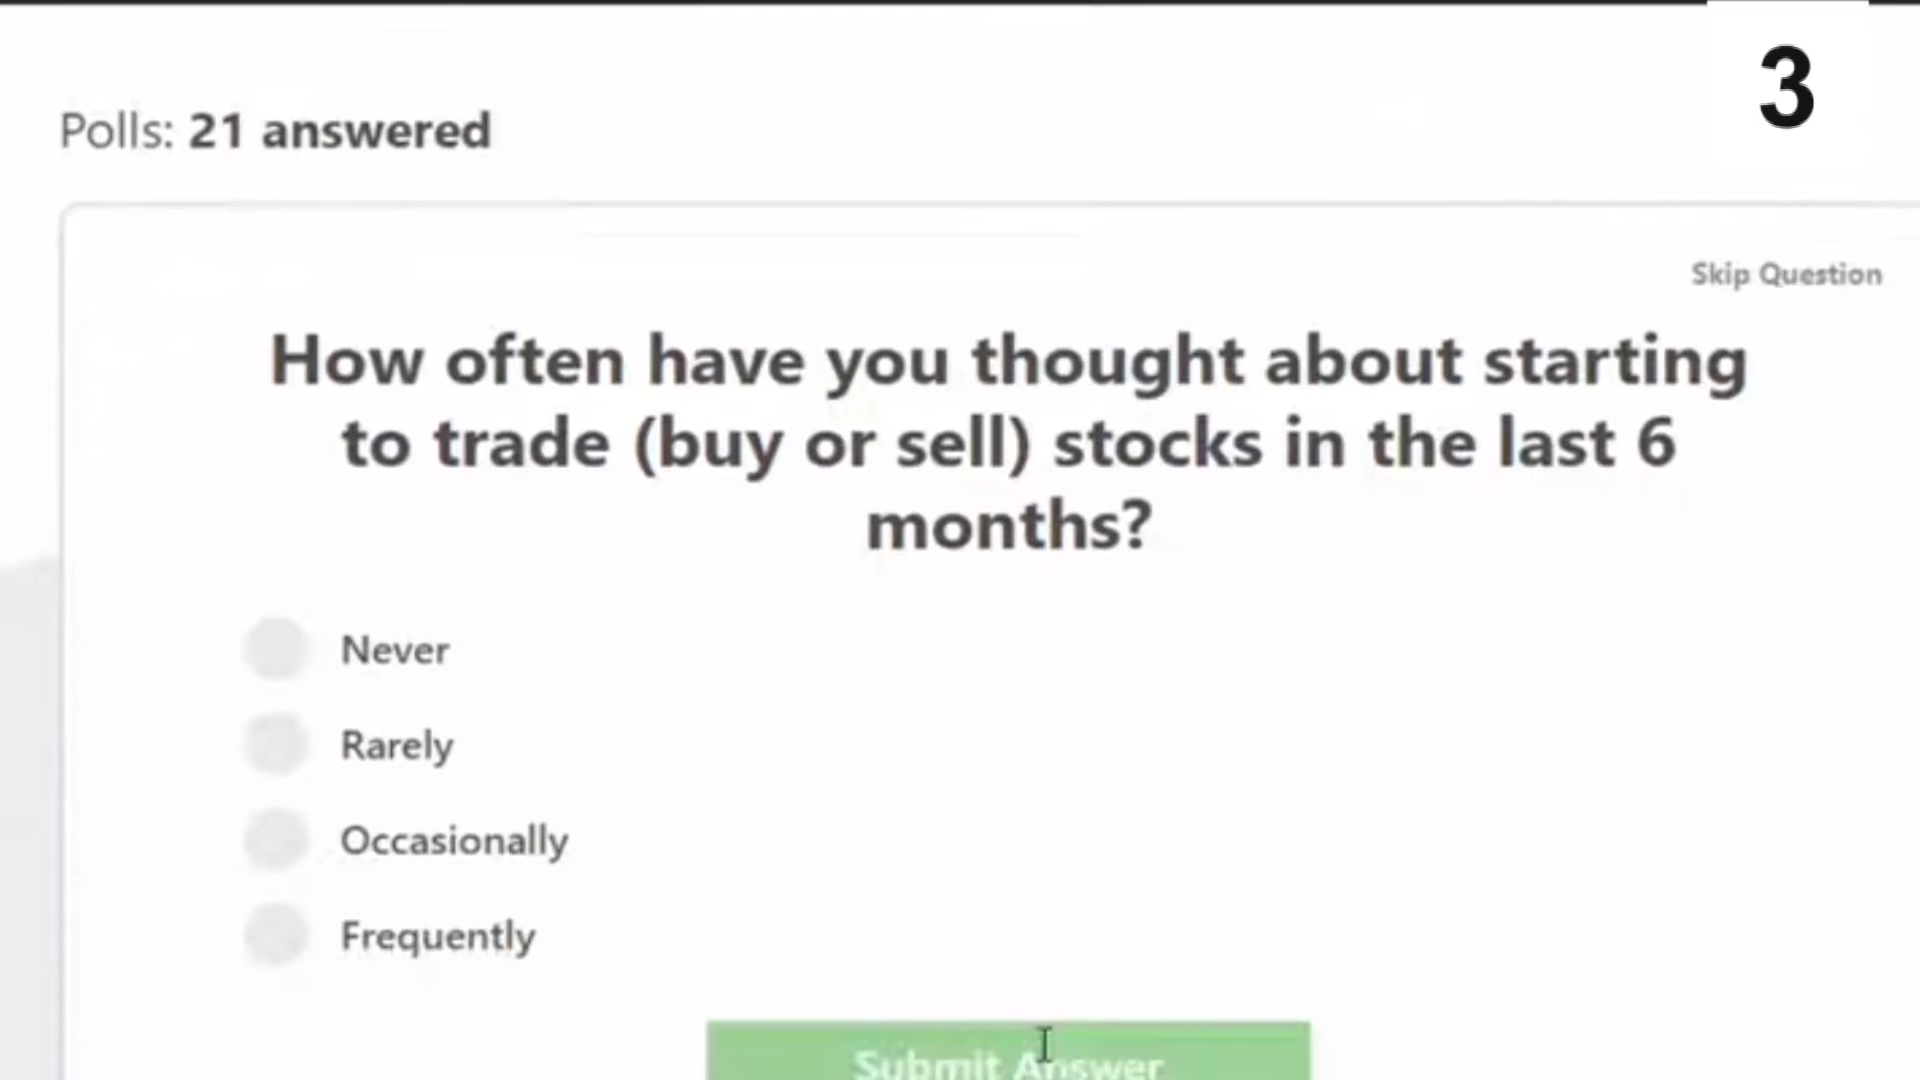 3
Polls: 21 answered
Skip Question
How often have you thought about starting
to trade (buy or sell) stocks in the last 6
months?
Never
Rarely
Occasionally
Frequently
Submit Answer